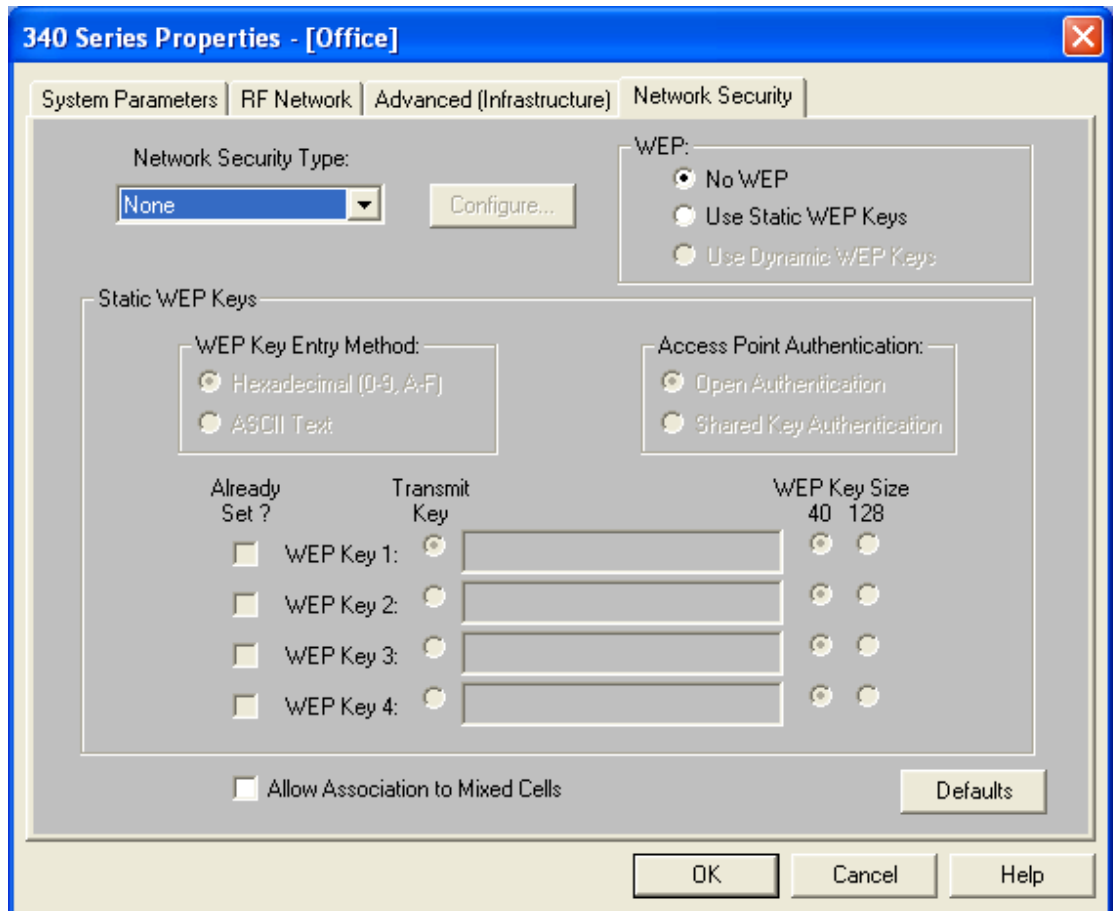 340 Series Properties - [Office]
System Parameters RF Network Advanced (Infrastructure) Network Security
Network Security Type:
None
Configure...
WEP:
No WEP
Use Static WEP Keys
Use Dynamic WEP Keys
Static WEP Keys
WEP Key Entry Method:
Hexadecimal (0-9, A-F)
ASCII Text
Access Point Authentication:
Open Authentication
Shared Key Authentication
Already
Set ?
Transmit
Key
WEP Key Size
40 128
WEP Key 1:
WEP Key 2:
WEP Key 3:
WEP Key 4:
Allow Association to Mixed Cells
Defaults
OK Cancel Help